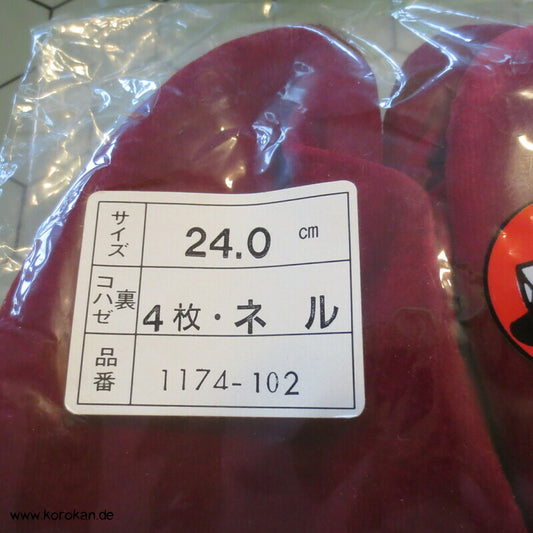 サイズ 24.0 cm
コハゼ 裏 4枚・ネル
品番 1174-102
www.korokan.de